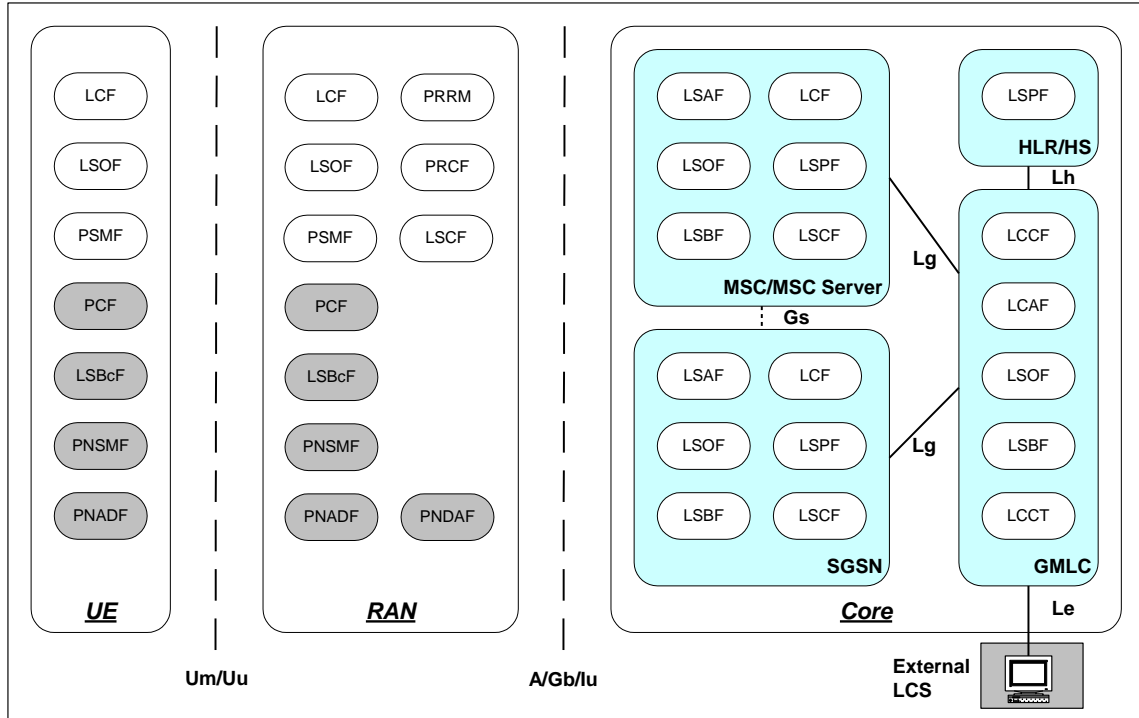 LCF
LSOF
PSMF
PCF
LSBcF
PNSMF
PNADF
UE
Um/Uu
LCF PRRM
LSOF PRCF
PSMF LSCF
PCF
LSBcF
PNSMF
PNADF PNDAF
RAN
A/Gb/Iu
LSAF LCF
LSOF LSPF
LSBF LSCF
MSC/MSC Server
Gs
LSAF LCF
LSOF LSPF
LSBF LSCF
SGSN
Lg
Lg
LSPF
HLR/HS
Lh
LCCF
LCAF
LSOF
LSBF
LCCT
GMLC
Core
Le
External
LCS